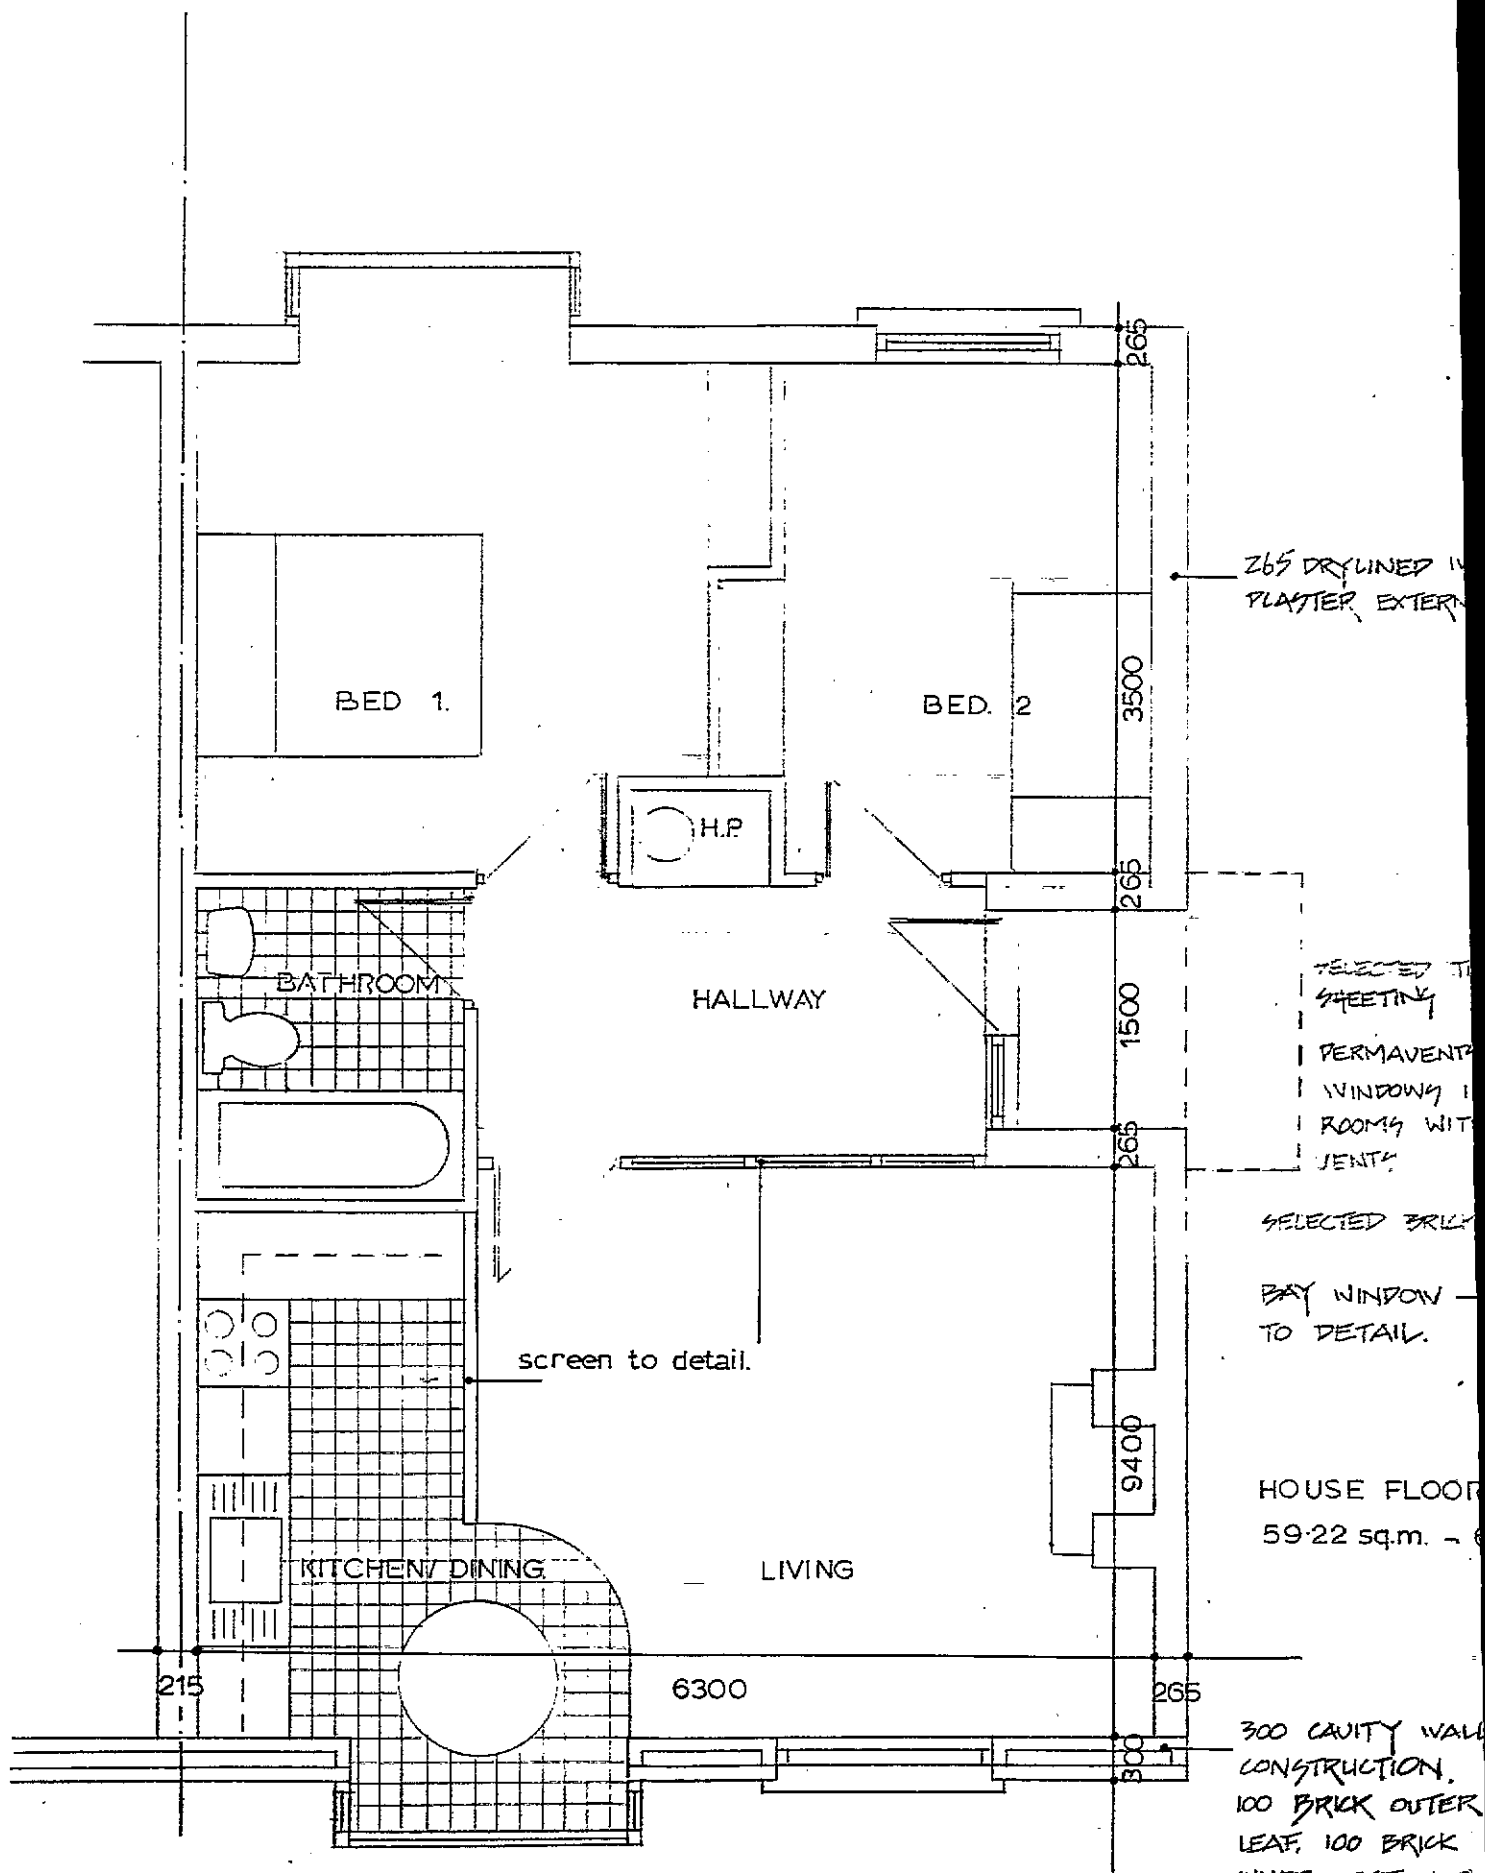 265
265 DRYLINED
PLASTER EXTERN
3500
BED 1.
BED. 2
H.P.
265
BATHROOM
HALLWAY
SELECTED
SHEETING
1500
PERMAVENTS
WINDOWS
ROOMS WIT
VENTS
265
SELECTED BRICK
BAY WINDOW
TO DETAIL.
screen to detail.
9400
HOUSE FLOOR
59·22 sq.m. -
KITCHEN/ DINING.
LIVING
215
6300
265
300
300 CAVITY WALL
CONSTRUCTION.
100 BRICK OUTER
LEAF. 100 BRICK